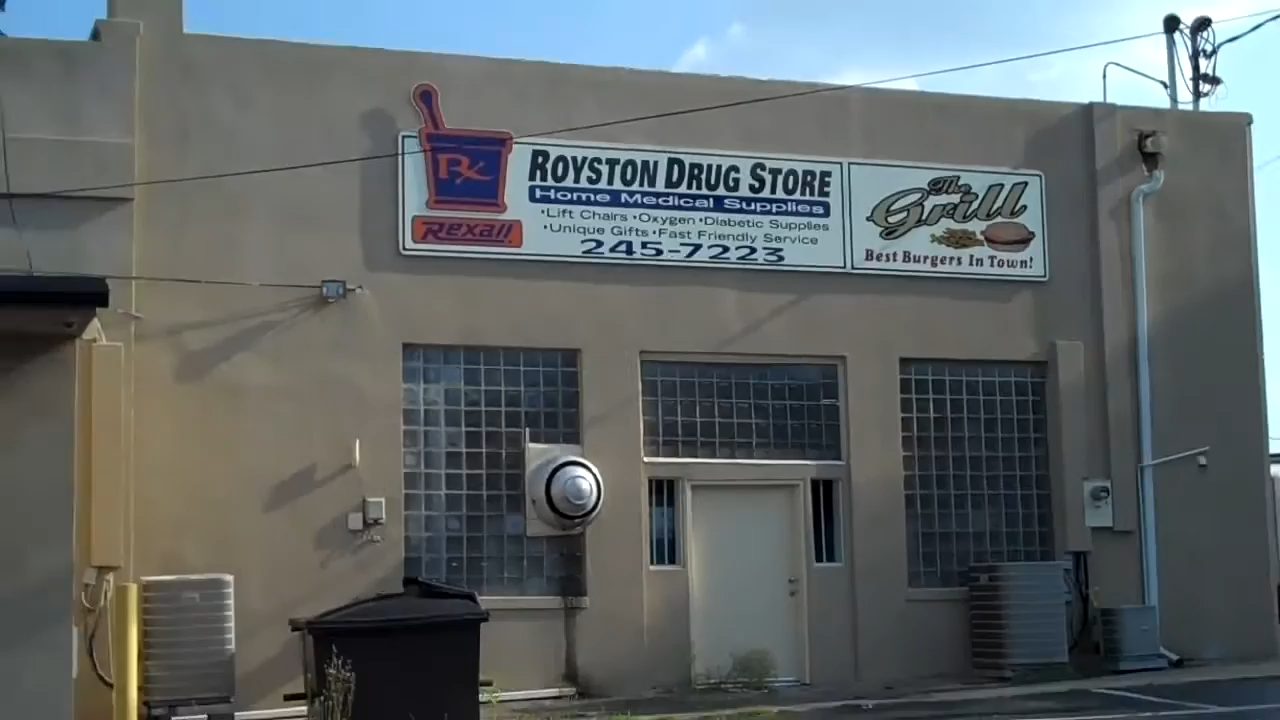 Rx
Rexall
ROYSTON DRUG STORE
Home Medical Supplies
•Lift Chairs •Oxygen •Diabetic Supplies
•Unique Gifts •Fast Friendly Service
245-7223
The
Grill
Best Burgers In Town!